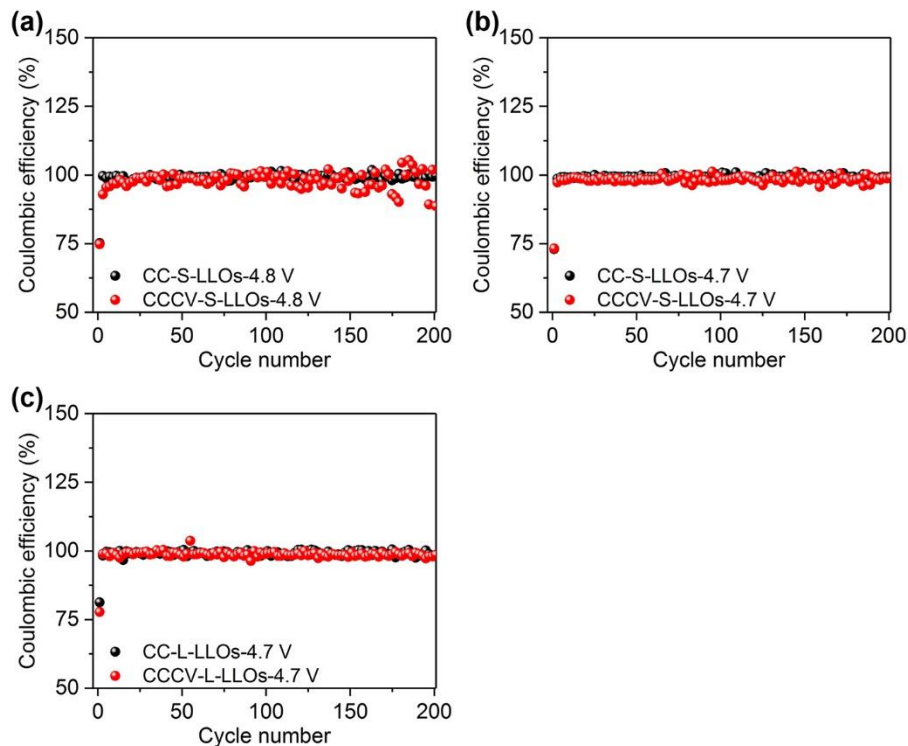 (a)
150
125
100
75
50
Coulombic efficiency (%)
CC-S-LLOs-4.8 V
CCCV-S-LLOs-4.8 V
0 50 100 150 200
Cycle number
(b)
150
125
100
75
50
Coulombic efficiency (%)
CC-S-LLOs-4.7 V
CCCV-S-LLOs-4.7 V
0 50 100 150 200
Cycle number
(c)
150
125
100
75
50
Coulombic efficiency (%)
CC-L-LLOs-4.7 V
CCCV-L-LLOs-4.7 V
0 50 100 150 200
Cycle number